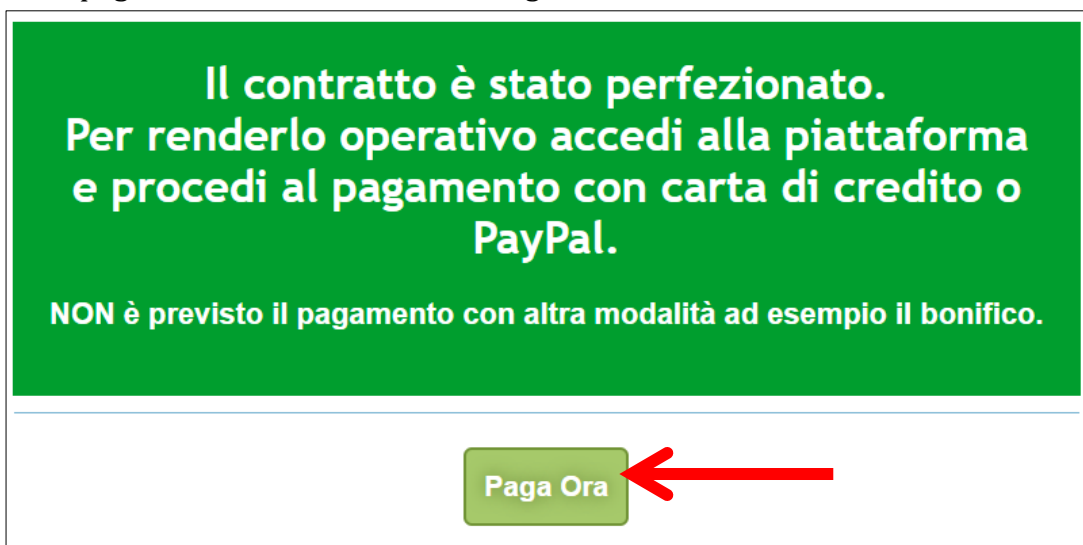 Il contratto è stato perfezionato.
Per renderlo operativo accedi alla piattaforma
e procedi al pagamento con carta di credito o
PayPal.
NON è previsto il pagamento con altra modalità ad esempio il bonifico.
Paga Ora